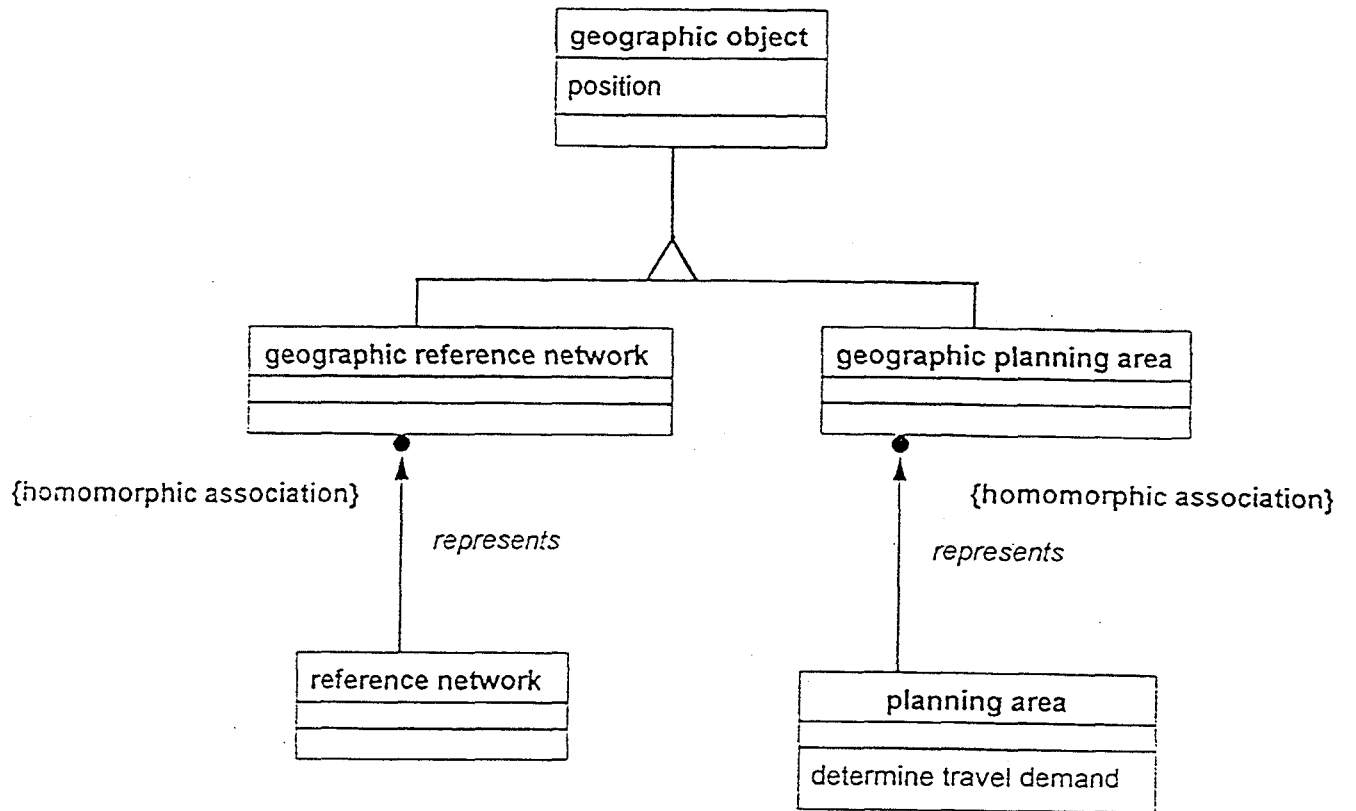 geographic object
position
geographic reference network
geographic planning area
{homomorphic association}
{homomorphic association}
represents
represents
reference network
planning area
determine travel demand